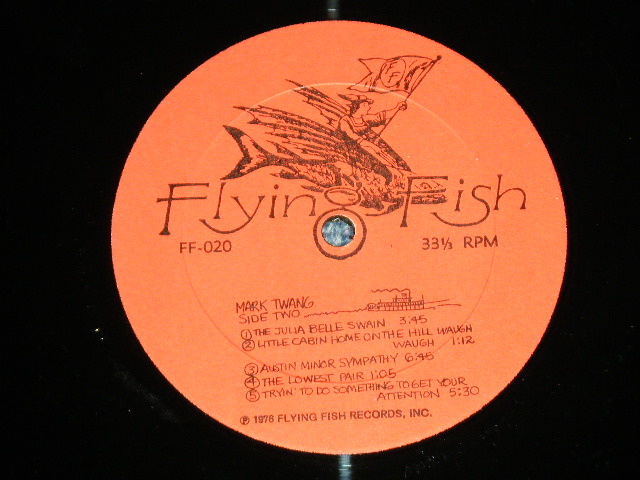 F
Flying Fish
FF-020 33⅓ RPM
MARK TWANG
SIDE TWO
① THE JULIA BELLE SWAIN 3:45
② LITTLE CABIN HOME ON THE HILL WAUGH
WAUGH 1:12
③ AUSTIN MINOR SYMPATHY 6:45
④ THE LOWEST PAIR 1:05
⑤ TRYIN' TO DO SOMETHING TO GET YOUR
ATTENTION 5:30
℗ 1976 FLYING FISH RECORDS, INC.